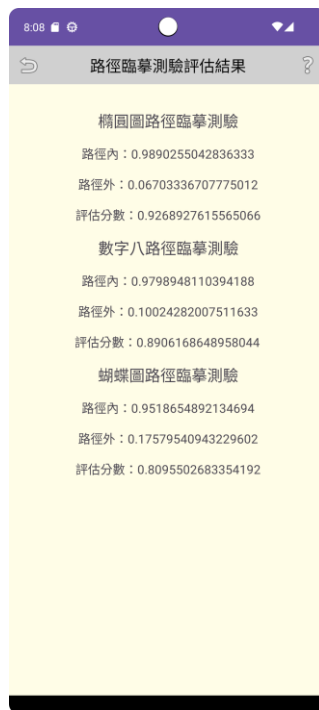 8:08
路徑臨摹測驗評估結果
?
橢圓圖路徑臨摹測驗
路徑內：0.9890255042836333
路徑外：0.06703336707775012
評估分數：0.9268927615565066
數字八路徑臨摹測驗
路徑內：0.9798948110394188
路徑外：0.10024282007511633
評估分數：0.8906168648958044
蝴蝶圖路徑臨摹測驗
路徑內：0.9518654892134694
路徑外：0.17579540943229602
評估分數：0.8095502683354192